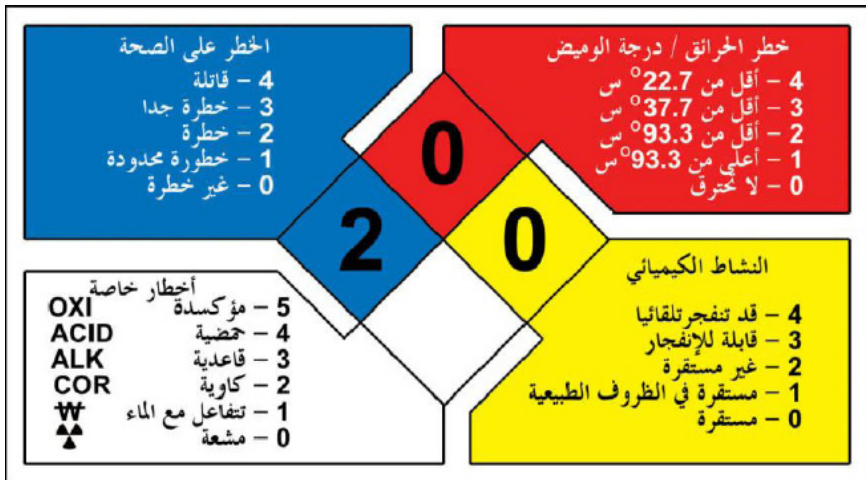 خطر الحرائق / درجة الوميض
4 – أقل من 22.7° س
3 – أقل من 37.7° س
2 – أقل من 93.3° س
1 – أعلى من 93.3° س
0 – لا تحترق
الخطر على الصحة
4 – قاتلة
3 – خطرة جدا
2 – خطرة
1 – خطورة محدودة
0 – غير خطرة
0
2
0
النشاط الكيميائي
4 – قد تنفجر تلقائيا
3 – قابلة للإنفجار
2 – غير مستقرة
1 – مستقرة في الظروف الطبيعية
0 – مستقرة
أخطار خاصة
5 – مؤكسدة OXI
4 – حمضية ACID
3 – قاعدية ALK
2 – كاوية COR
1 – تتفاعل مع الماء W
0 – مشعة